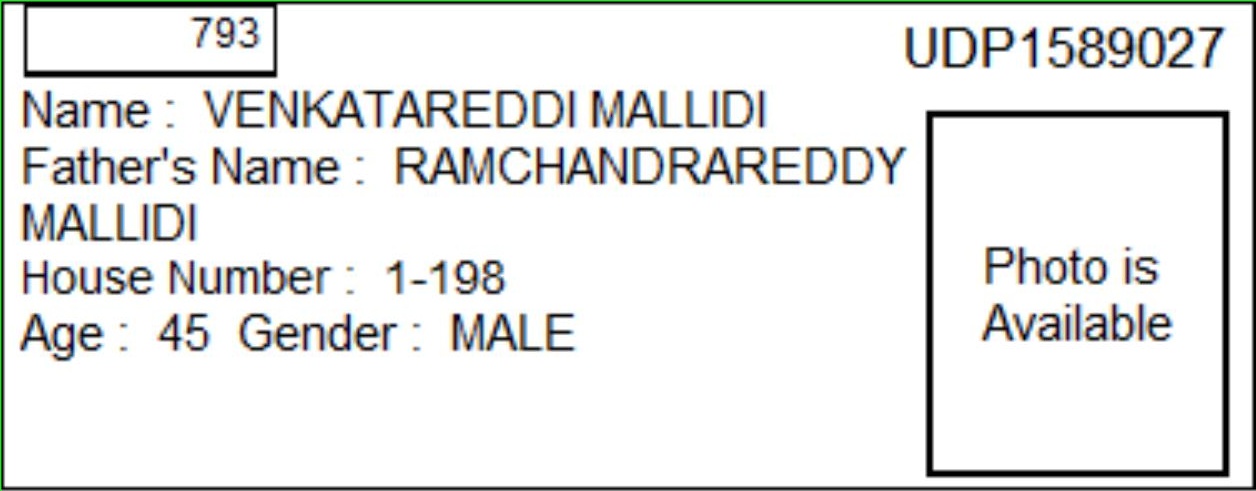 793
UDP1589027
Name : VENKATAREDDI MALLIDI
Father's Name : RAMCHANDRAREDDY
MALLIDI
House Number : 1-198
Age : 45 Gender : MALE
Photo is
Available